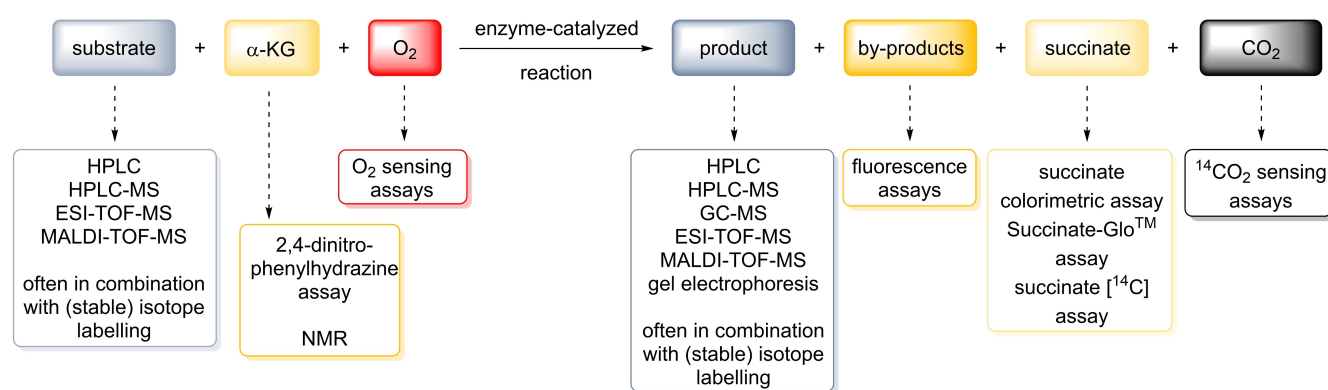 substrate + α-KG + O₂ enzyme-catalyzed reaction product + by-products + succinate + CO₂
HPLC
HPLC-MS
ESI-TOF-MS
MALDI-TOF-MS
often in combination
with (stable) isotope
labelling
2,4-dinitro-
phenylhydrazine
assay
NMR
O₂ sensing
assays
HPLC
HPLC-MS
GC-MS
ESI-TOF-MS
MALDI-TOF-MS
gel electrophoresis
often in combination
with (stable) isotope
labelling
fluorescence
assays
succinate
colorimetric assay
Succinate-Glo™
assay
succinate [¹⁴C]
assay
¹⁴CO₂ sensing
assays